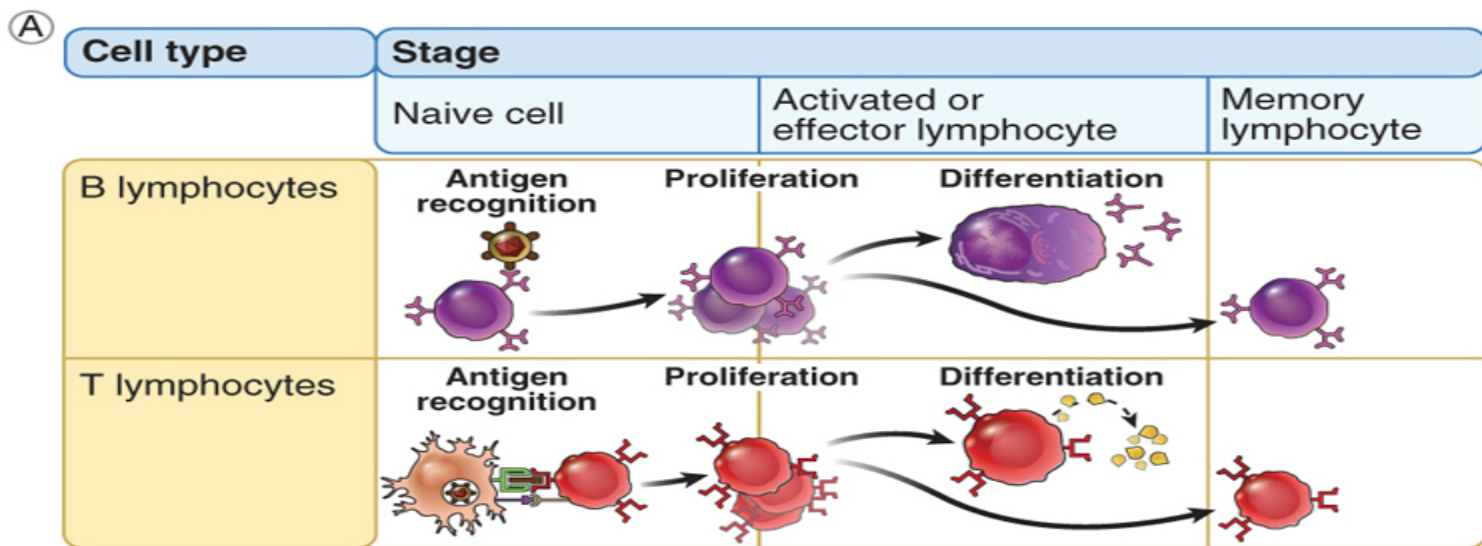 A
Cell type
Stage
Naive cell
Activated or
effector lymphocyte
Memory
lymphocyte
B lymphocytes
Antigen
recognition
Proliferation
Differentiation
T lymphocytes
Antigen
recognition
Proliferation
Differentiation